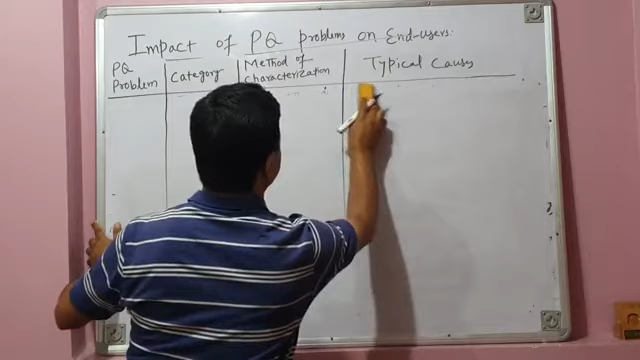 Impact of PQ problems on End-users:
PQ Problem
Category
Method of Characterization
Typical Causes